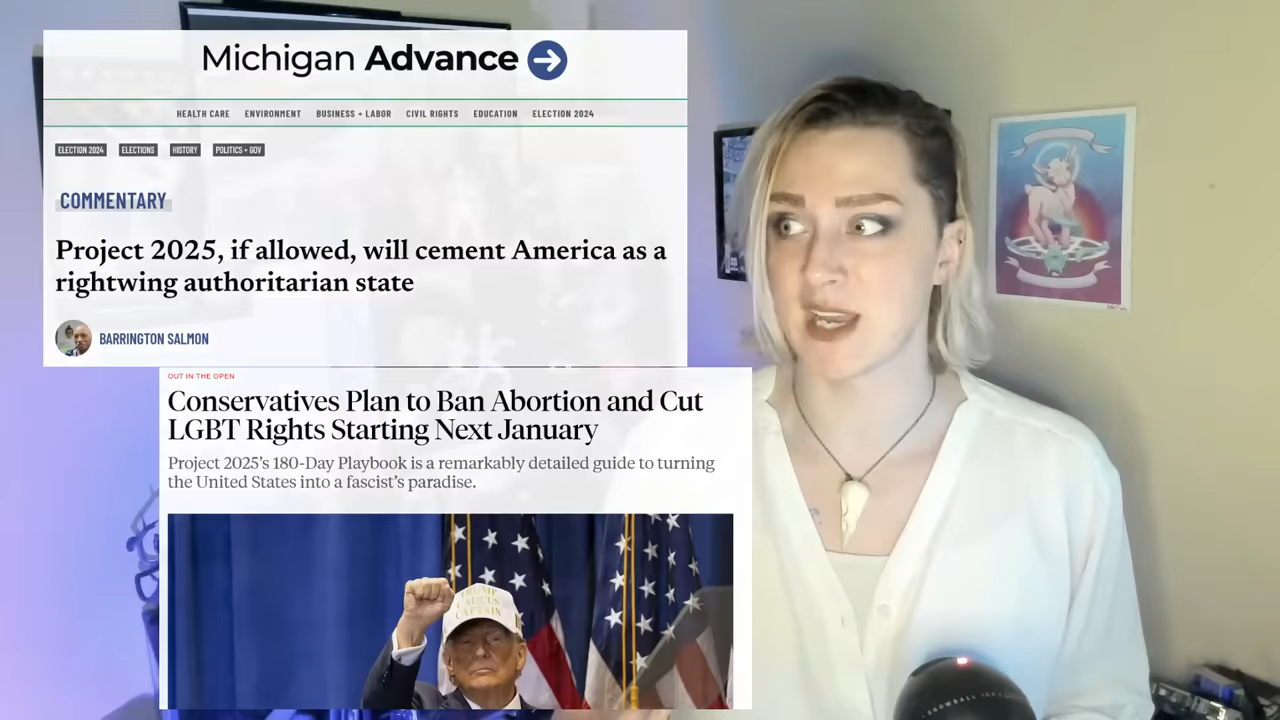 Michigan Advance
HEALTH CARE ENVIRONMENT BUSINESS + LABOR CIVIL RIGHTS EDUCATION ELECTION 2024
ELECTION 2024 ELECTIONS HISTORY POLITICS + GOV
COMMENTARY
Project 2025, if allowed, will cement America as a
rightwing authoritarian state
BARRINGTON SALMON
OUT IN THE OPEN
Conservatives Plan to Ban Abortion and Cut
LGBT Rights Starting Next January
Project 2025's 180-Day Playbook is a remarkably detailed guide to turning
the United States into a fascist's paradise.
TRUMP
CAUCUS
CAPTAIN